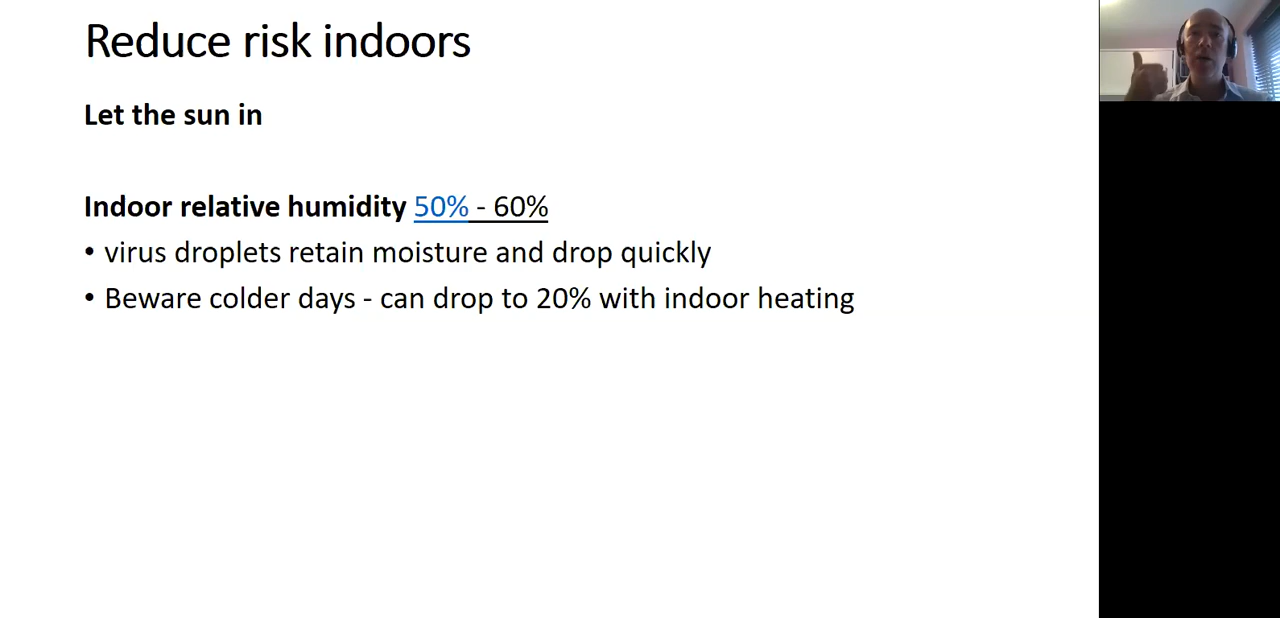 Reduce risk indoors
Let the sun in
Indoor relative humidity 50% - 60%
• virus droplets retain moisture and drop quickly
• Beware colder days - can drop to 20% with indoor heating